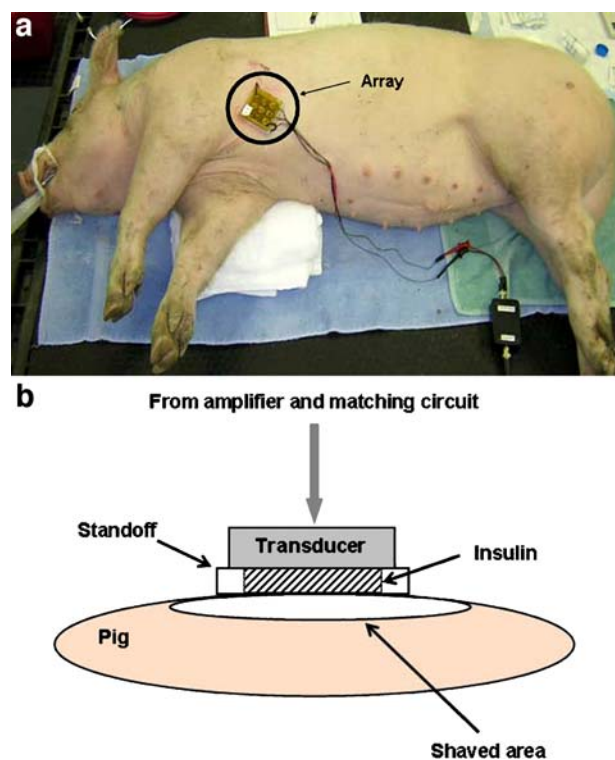 a
Array
b
From amplifier and matching circuit
Standoff
Transducer
Insulin
Pig
Shaved area